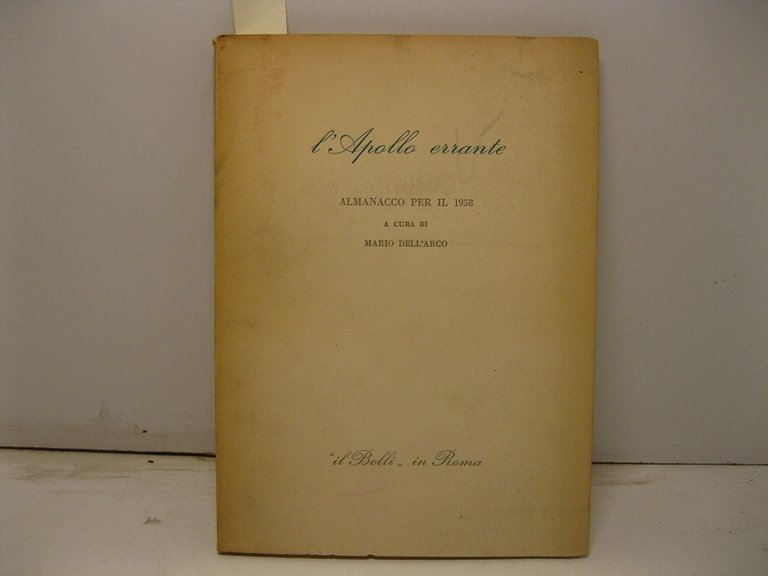 l'Apollo errante
ALMANACCO PER IL 1958
A CURA DI
MARIO DELL'ARCO
"il Belli„ in Roma